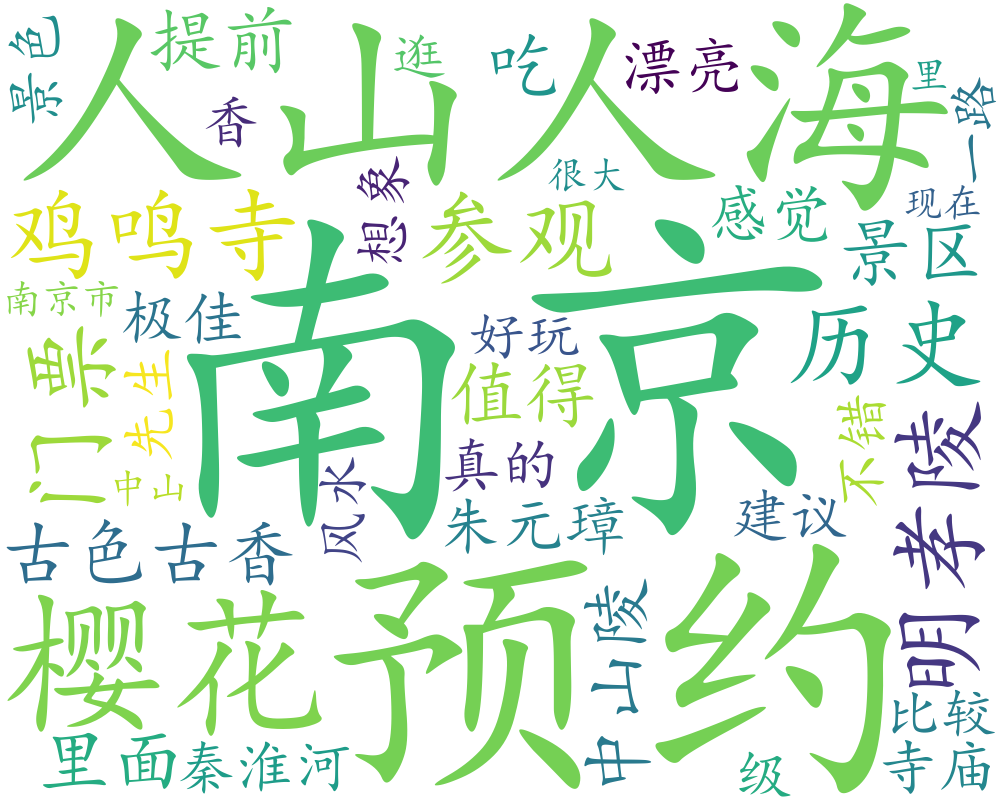 人山人海
景色
提前
逛
吃
漂亮
里
一路
香
想象
很大
鸡鸣寺
参观
感觉
现在
景区
南京市
极佳
南京
好玩
历史
门票
先生
值得
不错
明孝陵
中山
风水
真的
朱元璋
建议
古色古香
樱花
预约
中山陵
比较
里面
秦淮河
级
寺庙